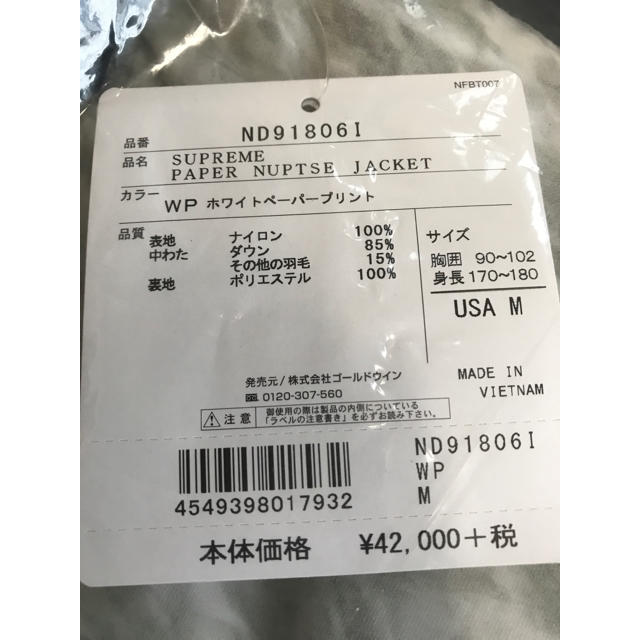 NFBT007
品番 ND91806I
品名 SUPREME
PAPER NUPTSE JACKET
カラー WP ホワイトペーパープリント
品質 表地 ナイロン 100%
中わた ダウン 85%
その他の羽毛 15%
裏地 ポリエステル 100%
サイズ
胸囲 90~102
身長 170~180
USA M
発売元/株式会社ゴールドウイン
0120-307-560
MADE IN
VIETNAM
注意 御使用の際は製品の内側についている
「ラベルの注意書き」を必ずお読み下さい。
4549398017932
ND91806I
WP
M
本体価格 ¥42,000+税